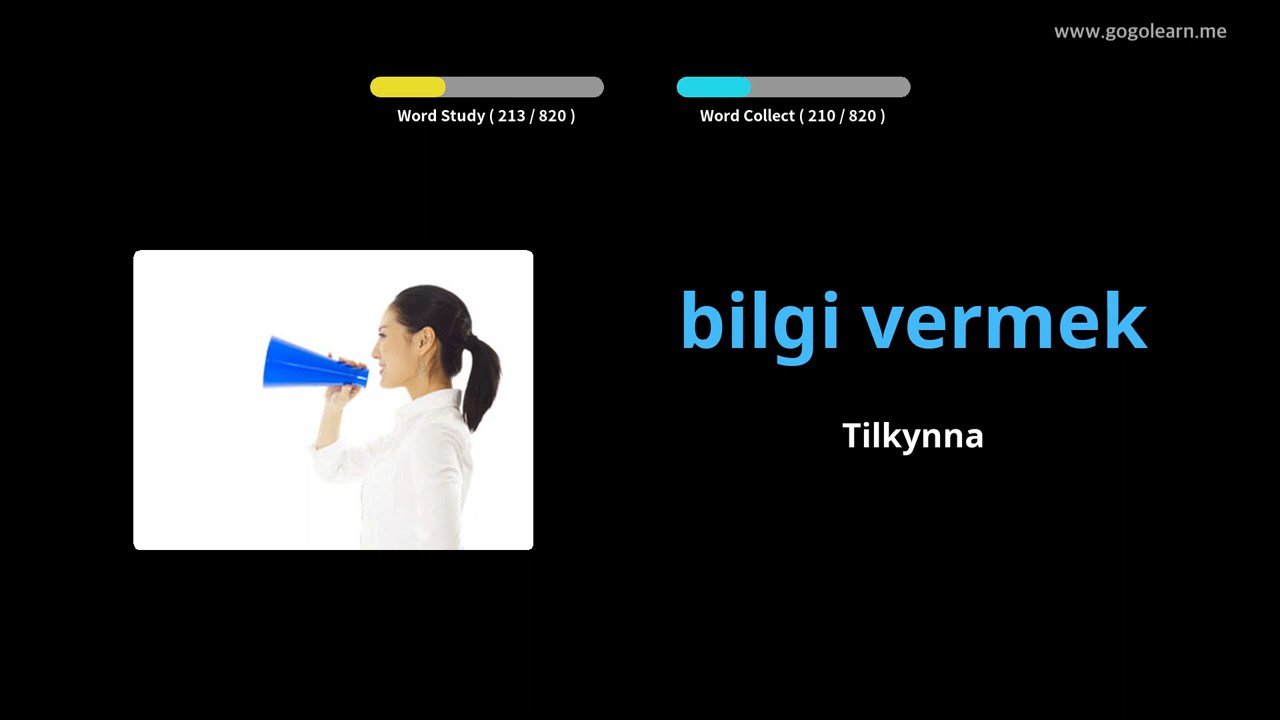 www.gogolearn.me
Word Study ( 213 / 820 )
Word Collect ( 210 / 820 )
bilgi vermek
Tilkynna